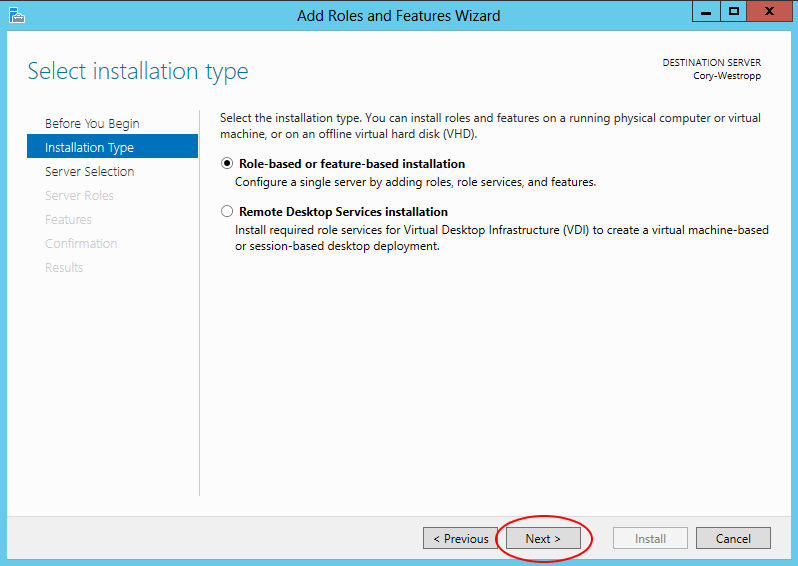 Add Roles and Features Wizard
Select installation type
DESTINATION SERVER
Cory-Westropp
Before You Begin
Installation Type
Server Selection
Server Roles
Features
Confirmation
Results
Select the installation type. You can install roles and features on a running physical computer or virtual
machine, or on an offline virtual hard disk (VHD).
Role-based or feature-based installation
Configure a single server by adding roles, role services, and features.
Remote Desktop Services installation
Install required role services for Virtual Desktop Infrastructure (VDI) to create a virtual machine-based
or session-based desktop deployment.
< Previous
Next >
Install
Cancel